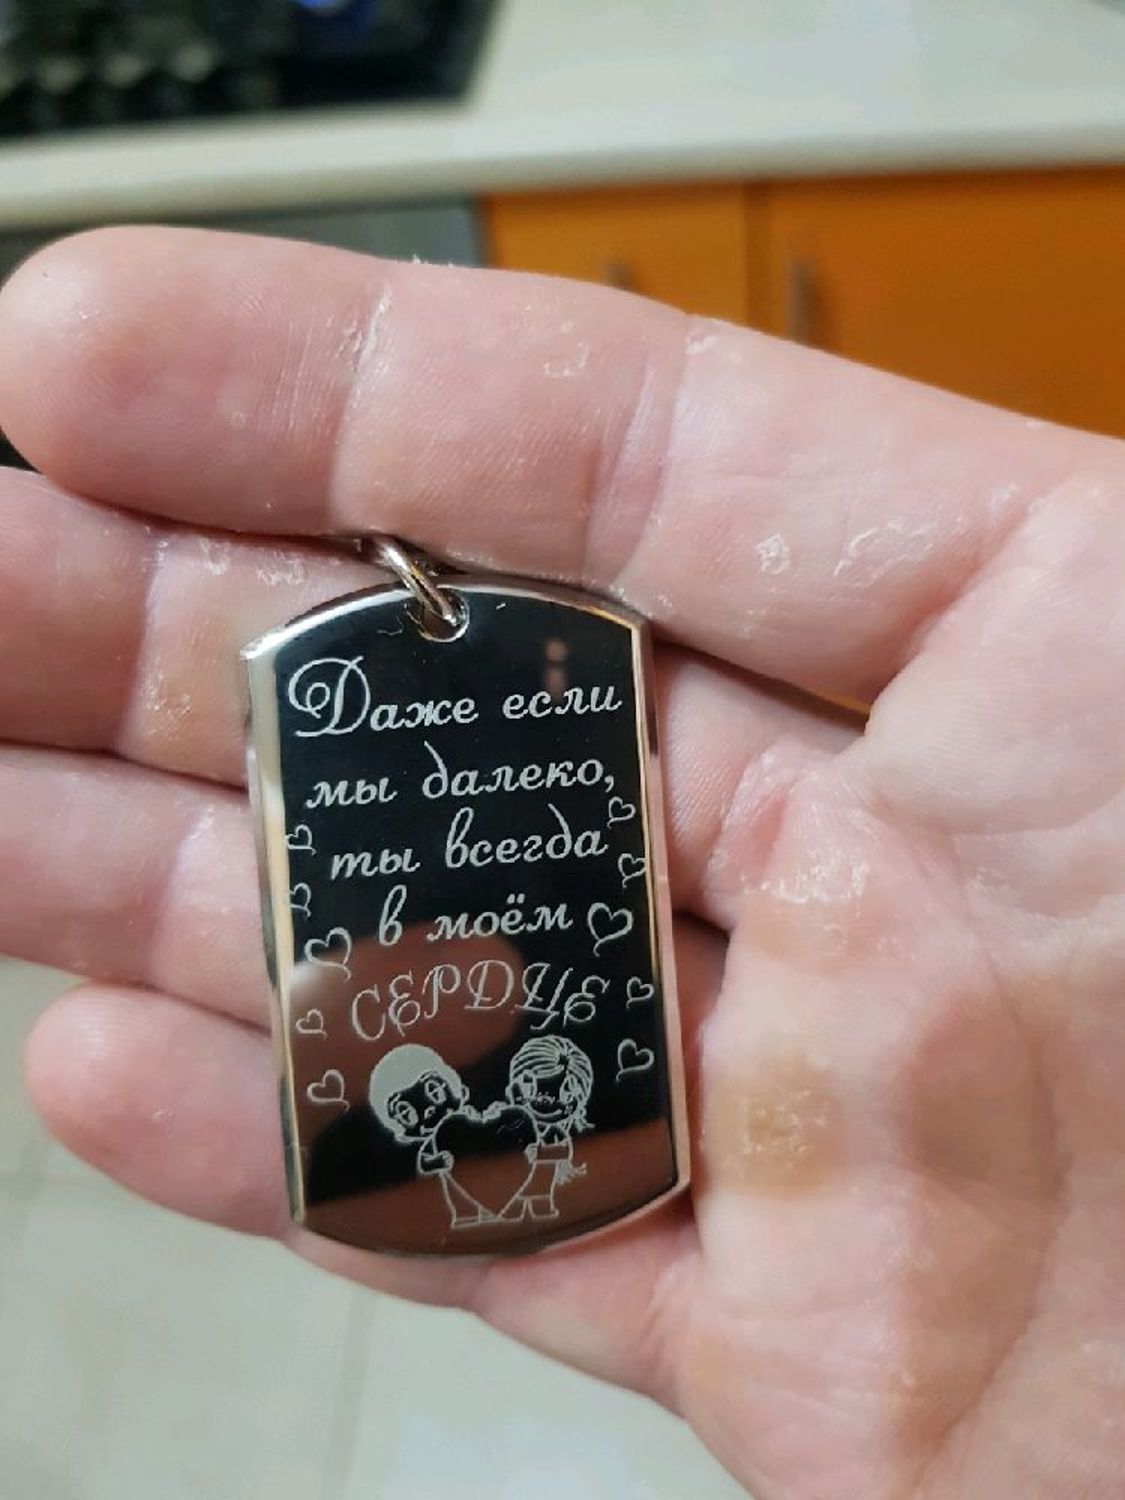 Даже если
мы далеко,
ты всегда
в моём
СЕРДЦЕ